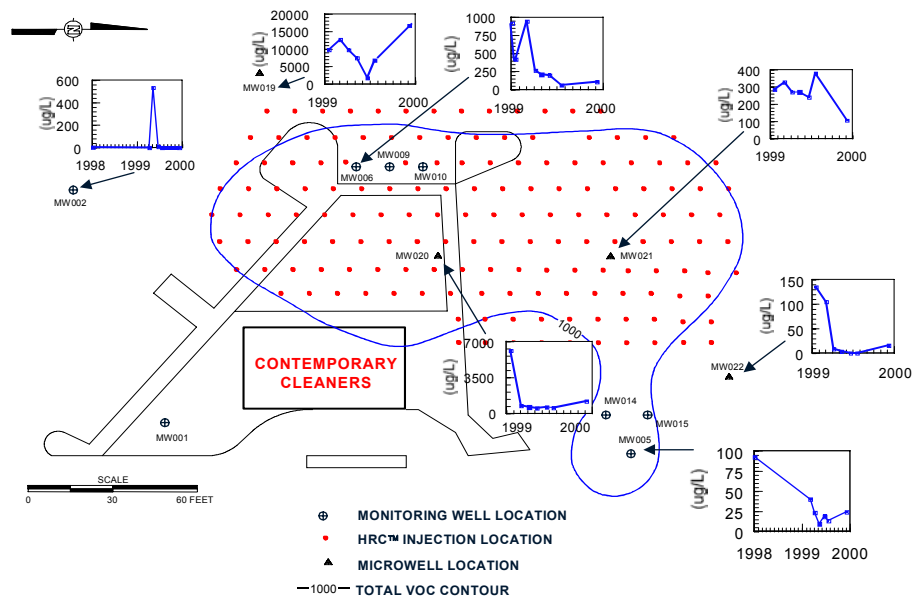 20000
15000
10000
5000
0
(ug/L)
1999
2000
1000
750
500
250
0
(ug/L)
1999
2000
MW019
600
400
200
0
(ug/L)
1998
1999
2000
400
300
200
100
0
(ug/L)
1999
2000
MW002
MW009
MW006
MW010
MW020
MW021
150
100
50
0
(ug/L)
1999
2000
1000
7000
3500
0
(ug/L)
1999
2000
CONTEMPORARY
CLEANERS
MW022
MW014
MW015
MW001
MW005
100
75
50
25
0
(ug/L)
1998
1999
2000
SCALE
0
30
60 FEET
MONITORING WELL LOCATION
HRC™ INJECTION LOCATION
MICROWELL LOCATION
1000 TOTAL VOC CONTOUR